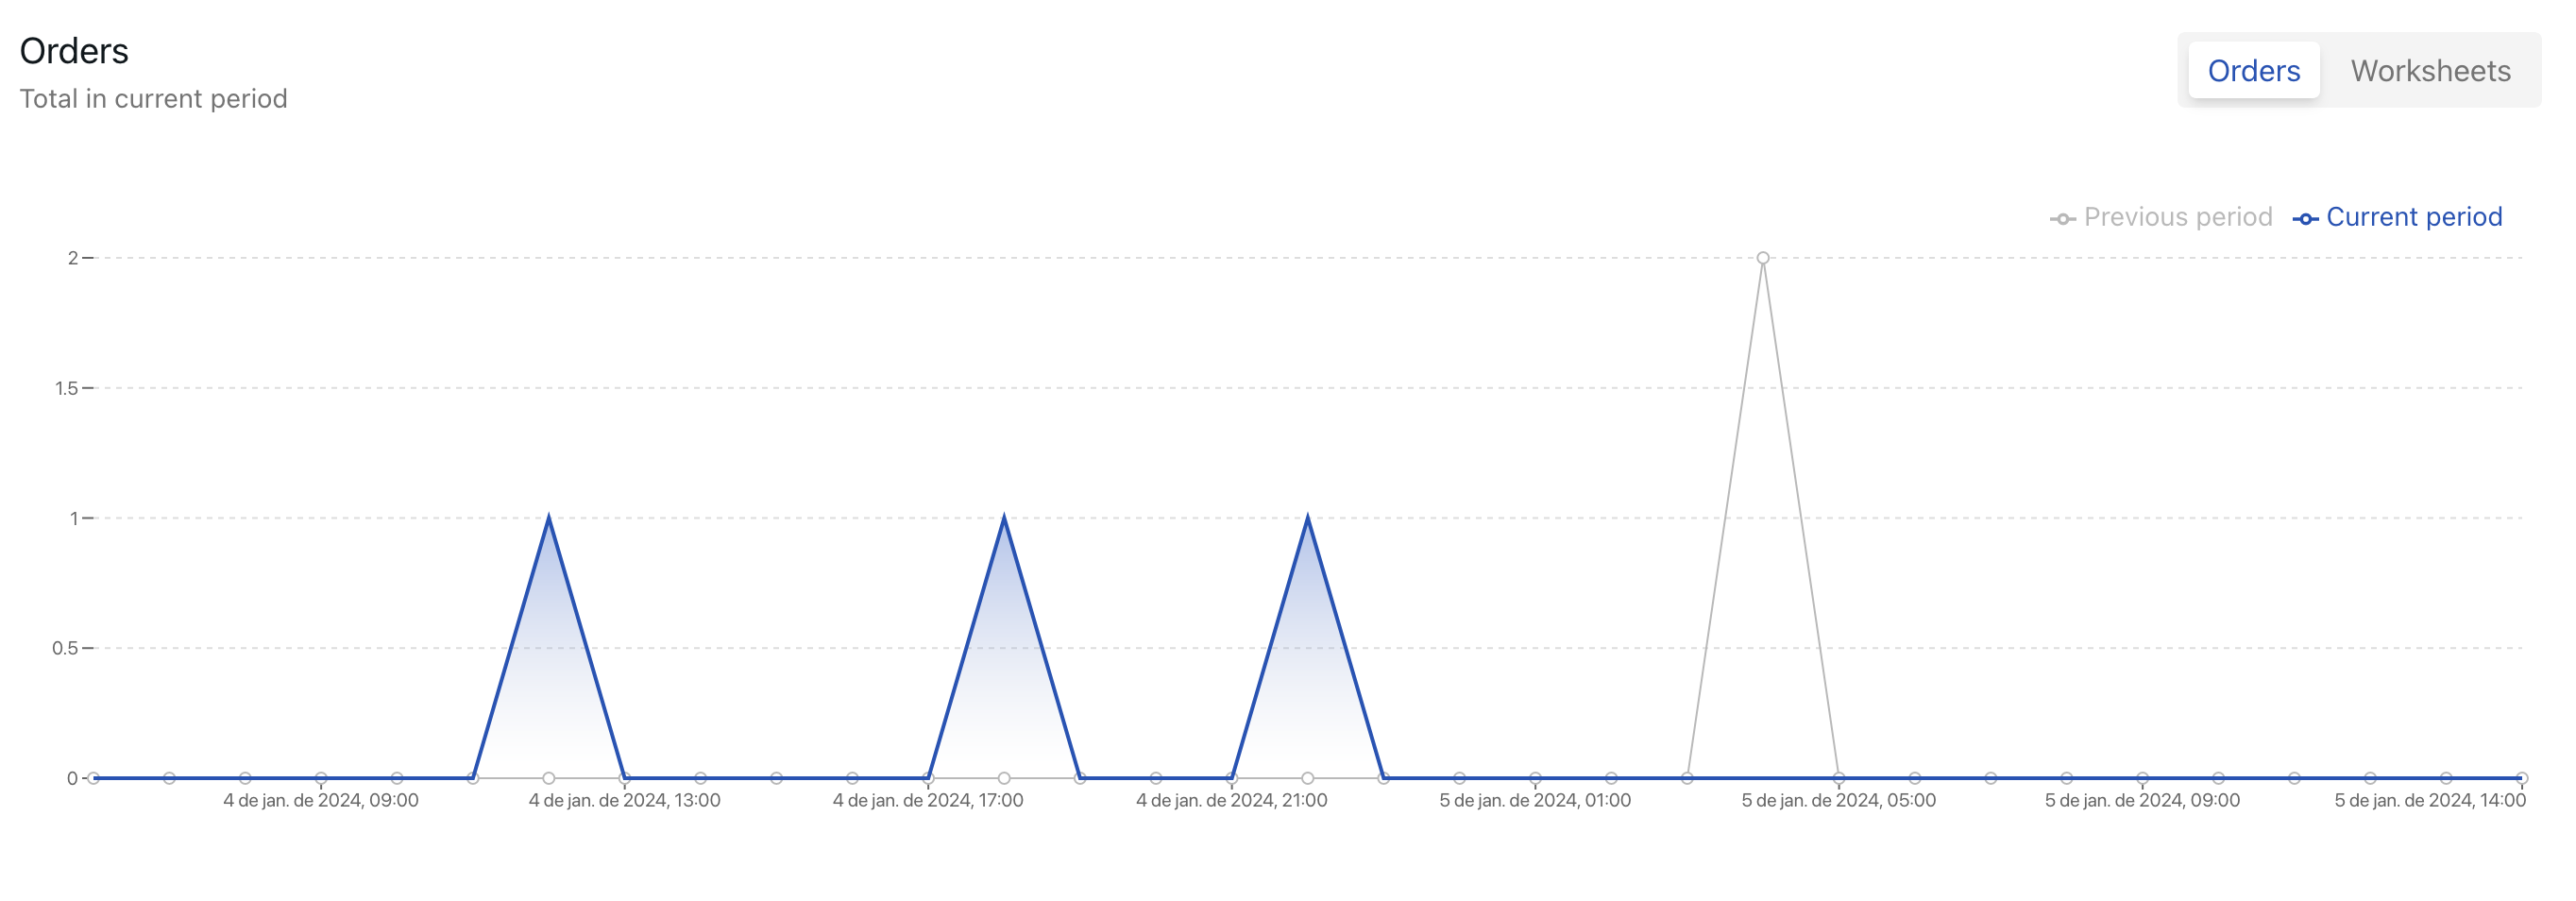 Orders
Total in current period
Orders Worksheets
Previous period Current period
2
1.5
1
0.5
0
4 de jan. de 2024, 09:00 4 de jan. de 2024, 13:00 4 de jan. de 2024, 17:00 4 de jan. de 2024, 21:00 5 de jan. de 2024, 01:00 5 de jan. de 2024, 05:00 5 de jan. de 2024, 09:00 5 de jan. de 2024, 14:00